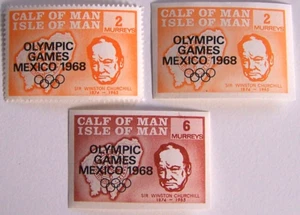 CALF OF MAN 2
ISLE OF MAN MURREYS
OLYMPIC
GAMES
MEXICO 1968
SIR WINSTON CHURCHILL
1874 - 1965
CALF OF MAN 2
ISLE OF MAN MURREYS
OLYMPIC
GAMES
MEXICO 1968
SIR WINSTON CHURCHILL
1874 - 1965
CALF OF MAN 6
ISLE OF MAN MURREYS
OLYMPIC
GAMES
MEXICO 1968
SIR WINSTON CHURCHILL
1874 - 1965